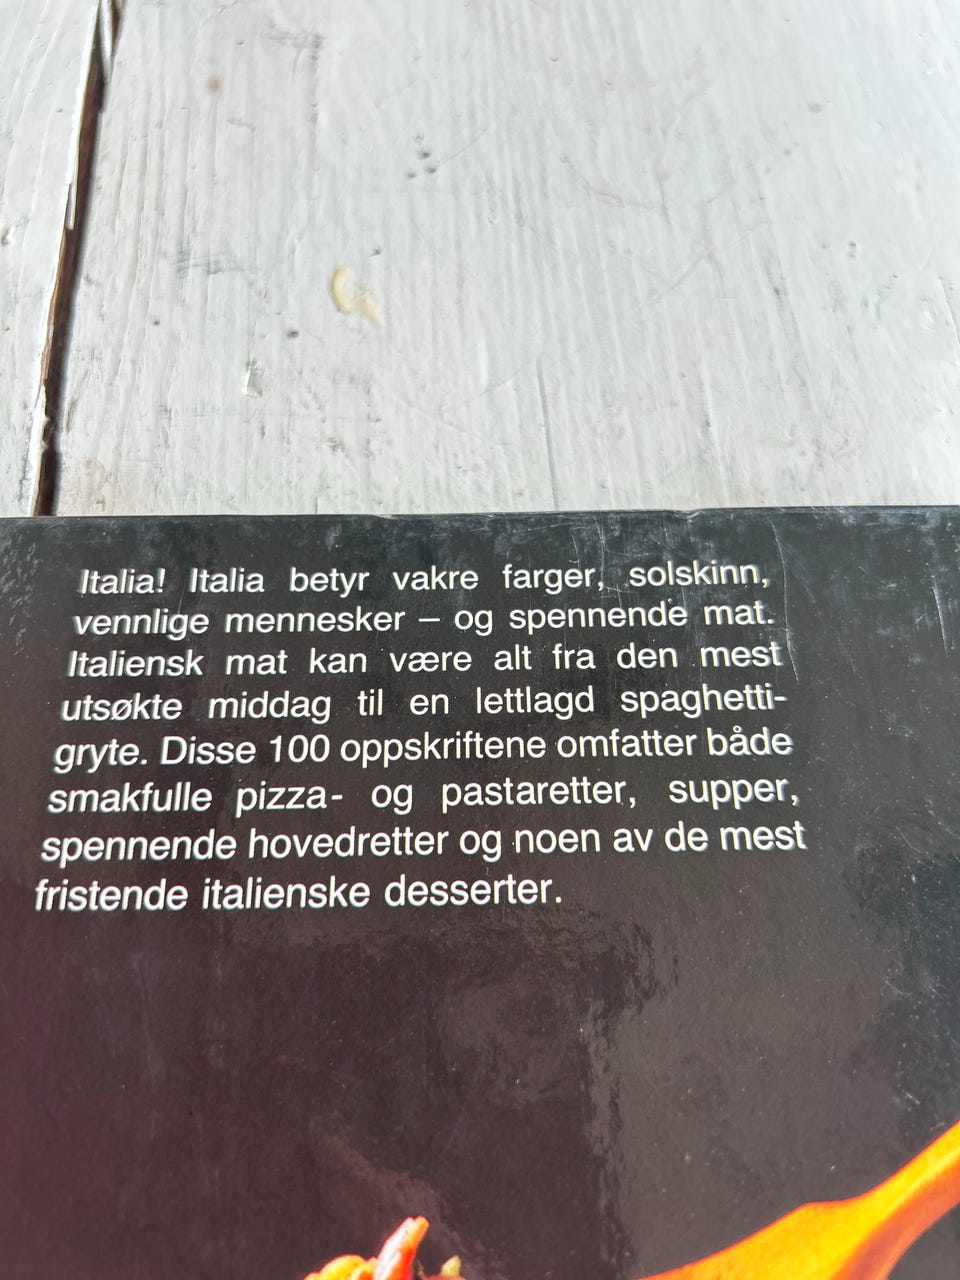 Italia! Italia betyr vakre farger, solskinn,
vennlige mennesker – og spennende mat.
Italiensk mat kan være alt fra den mest
utsøkte middag til en lettlagd spaghetti-
gryte. Disse 100 oppskriftene omfatter både
smakfulle pizza- og pastaretter, supper,
spennende hovedretter og noen av de mest
fristende italienske desserter.